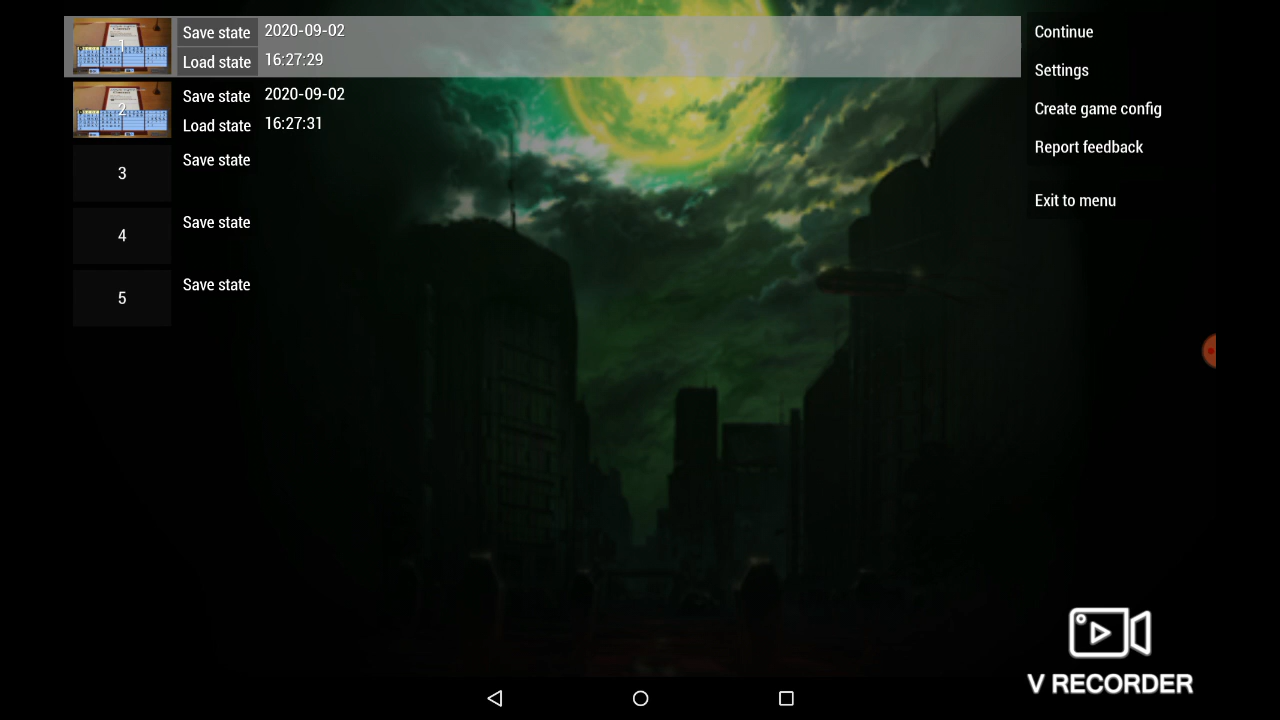 1
Save state
2020-09-02
Load state
16:27:29
2
Save state
2020-09-02
Load state
16:27:31
3
Save state
4
Save state
5
Save state
Continue
Settings
Create game config
Report feedback
Exit to menu
V RECORDER